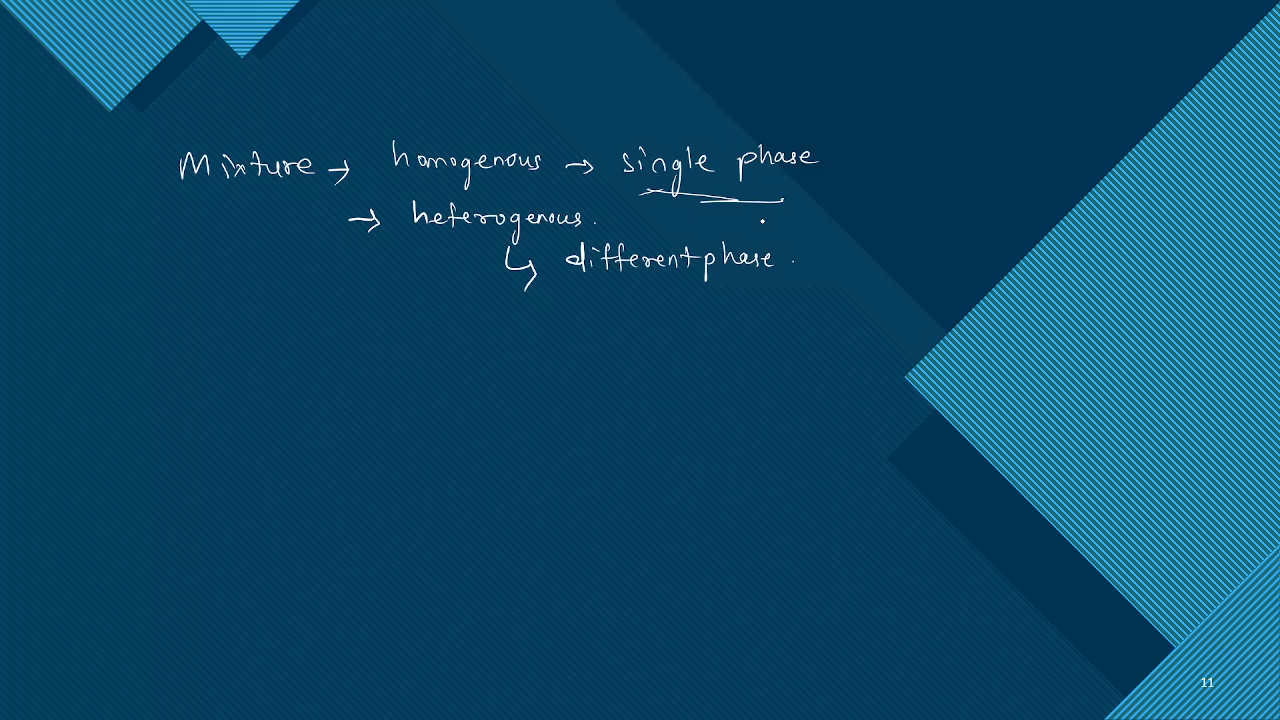 Mixture → homogenous → single phase
→ heterogenous.
↳ different phase.
11